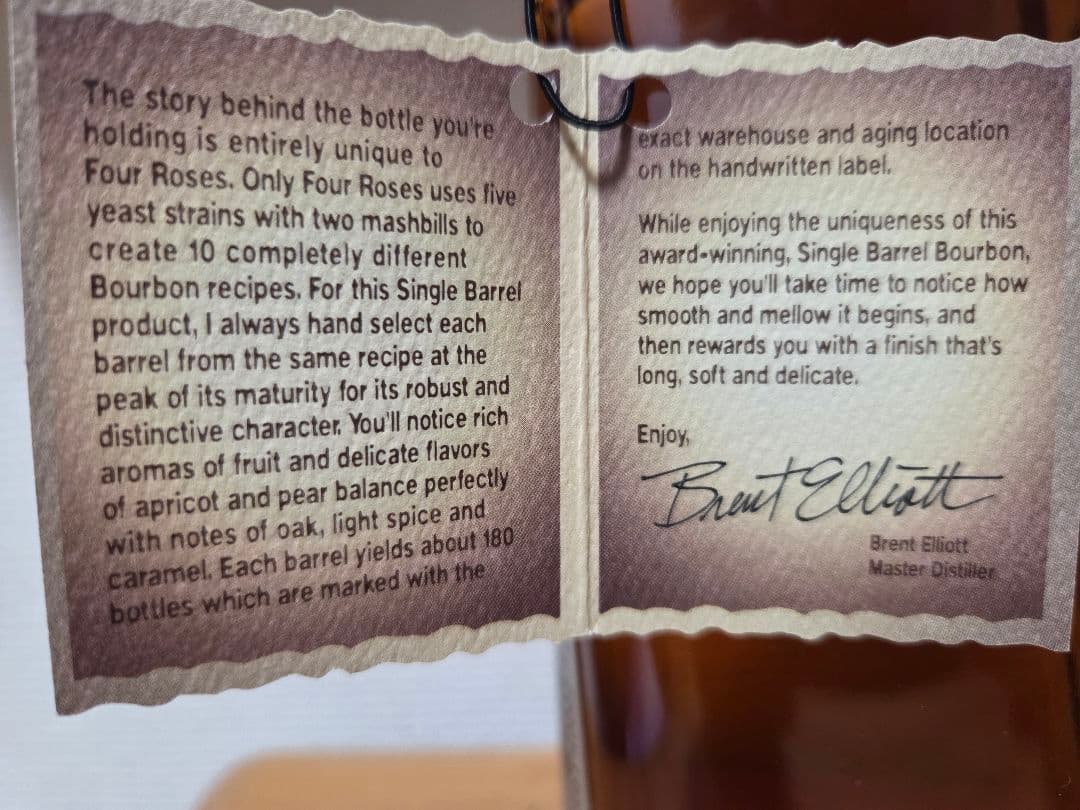 The story behind the bottle you're
holding is entirely unique to
Four Roses. Only Four Roses uses five
yeast strains with two mashbills to
create 10 completely different
Bourbon recipes. For this Single Barrel
product, I always hand select each
barrel from the same recipe at the
peak of its maturity for its robust and
distinctive character. You'll notice rich
aromas of fruit and delicate flavors
of apricot and pear balance perfectly
with notes of oak, light spice and
caramel. Each barrel yields about 180
bottles which are marked with the
exact warehouse and aging location
on the handwritten label.
While enjoying the uniqueness of this
award-winning, Single Barrel Bourbon,
we hope you'll take time to notice how
smooth and mellow it begins, and
then rewards you with a finish that's
long, soft and delicate.
Enjoy,
Brent Elliott
Brent Elliott
Master Distiller